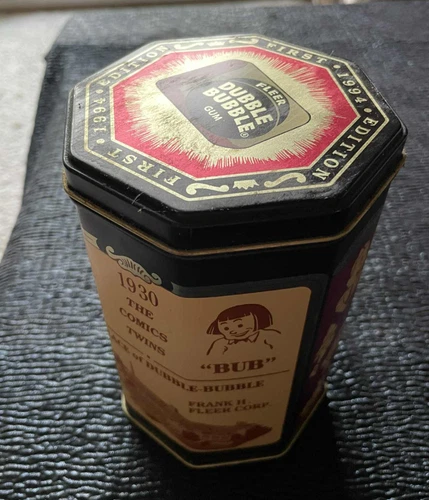 FIRST • 1994 • EDITION
FIRST • 1994 • EDITION
FLEER
DUBBLE
BUBBLE®
GUM
1930
THE
COMICS
TWINS
"BUB"
of DUBBLE-BUBBLE
FRANK H.
FLEER CORP.